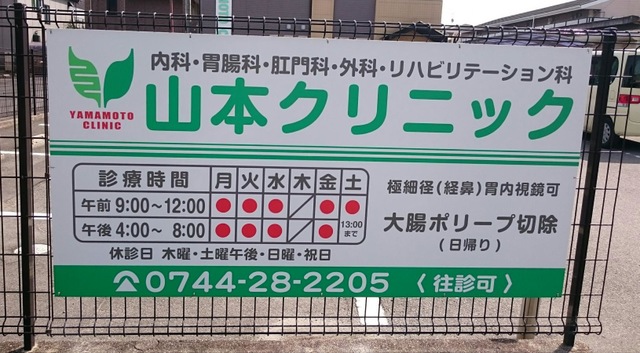 内科・胃腸科・肛門科・外科・リハビリテーション科
山本クリニック
YAMAMOTO
CLINIC
診療時間 月 火 水 木 金 土
午前 9:00〜12:00 ● ● ● ／ ● ●
午後 4:00〜 8:00 ● ● ● ／ ● 13:00まで
休診日 木曜・土曜午後・日曜・祝日
極細径(経鼻)胃内視鏡可
大腸ポリープ切除
(日帰り)
0744-28-2205 〈往診可〉